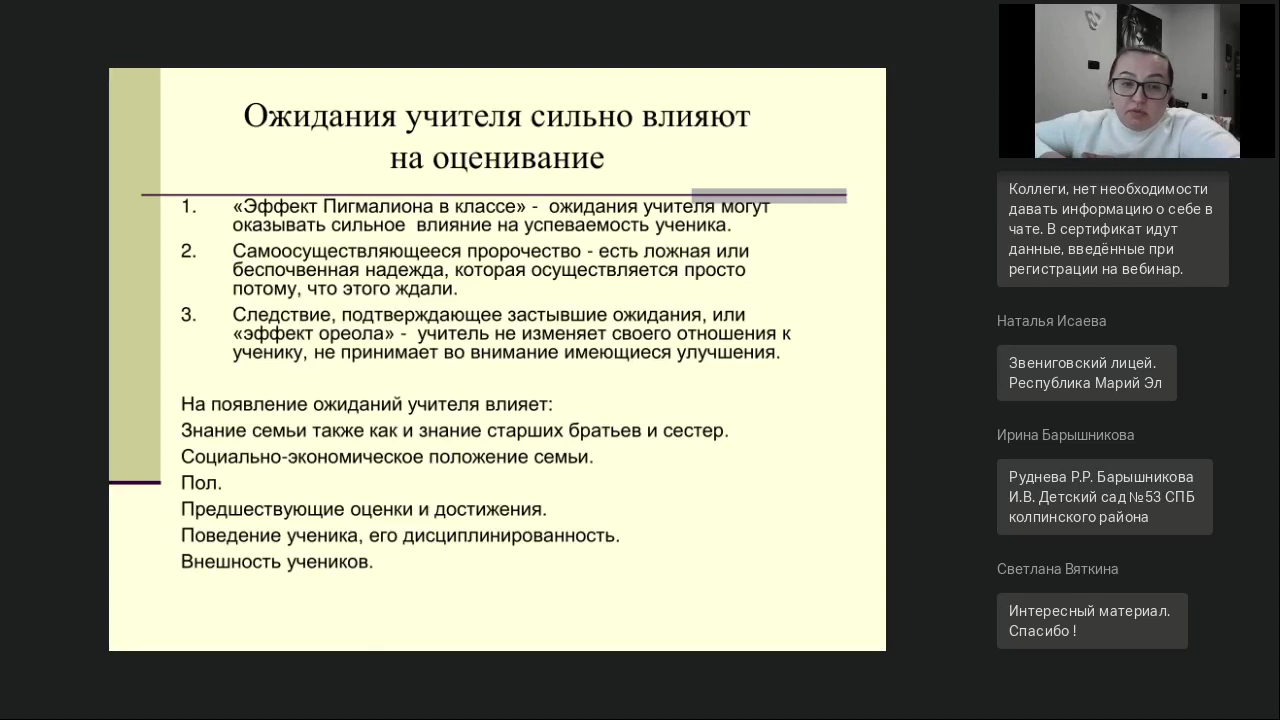 Ожидания учителя сильно влияют
на оценивание
1. «Эффект Пигмалиона в классе» - ожидания учителя могут
оказывать сильное влияние на успеваемость ученика.
2. Самоосуществляющееся пророчество - есть ложная или
беспочвенная надежда, которая осуществляется просто
потому, что этого ждали.
3. Следствие, подтверждающее застывшие ожидания, или
«эффект ореола» - учитель не изменяет своего отношения к
ученику, не принимает во внимание имеющиеся улучшения.
На появление ожиданий учителя влияет:
Знание семьи также как и знание старших братьев и сестер.
Социально-экономическое положение семьи.
Пол.
Предшествующие оценки и достижения.
Поведение ученика, его дисциплинированность.
Внешность учеников.
Коллеги, нет необходимости
давать информацию о себе в
чате. В сертификат идут
данные, введённые при
регистрации на вебинар.
Наталья Исаева
Звениговский лицей.
Республика Марий Эл
Ирина Барышникова
Руднева Р.Р. Барышникова
И.В. Детский сад №53 СПБ
колпинского района
Светлана Вяткина
Интересный материал.
Спасибо !